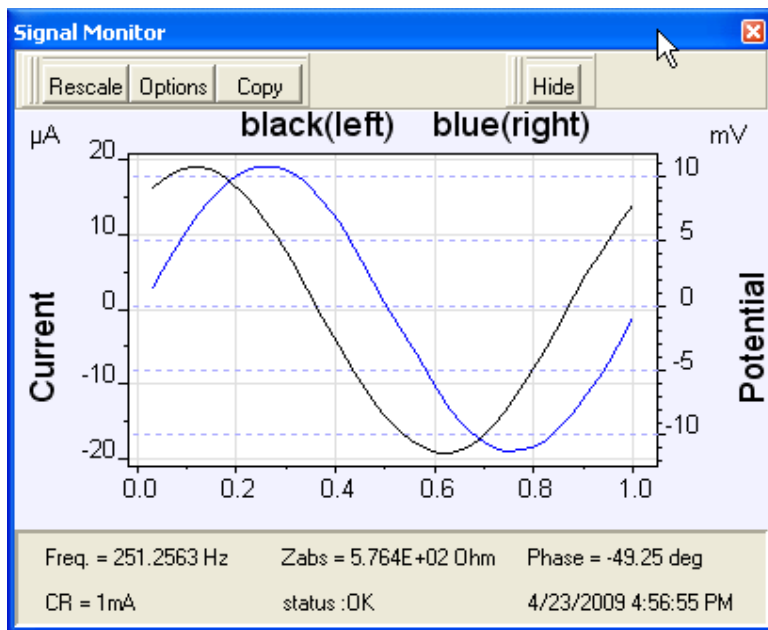 Signal Monitor
Rescale Options Copy Hide
µA black(left) blue(right) mV
20
10
0
-10
-20
10
5
0
-5
-10
Current
Potential
0.0 0.2 0.4 0.6 0.8 1.0
Freq. = 251.2563 Hz Zabs = 5.764E+02 Ohm Phase = -49.25 deg
CR = 1mA status :OK 4/23/2009 4:56:55 PM